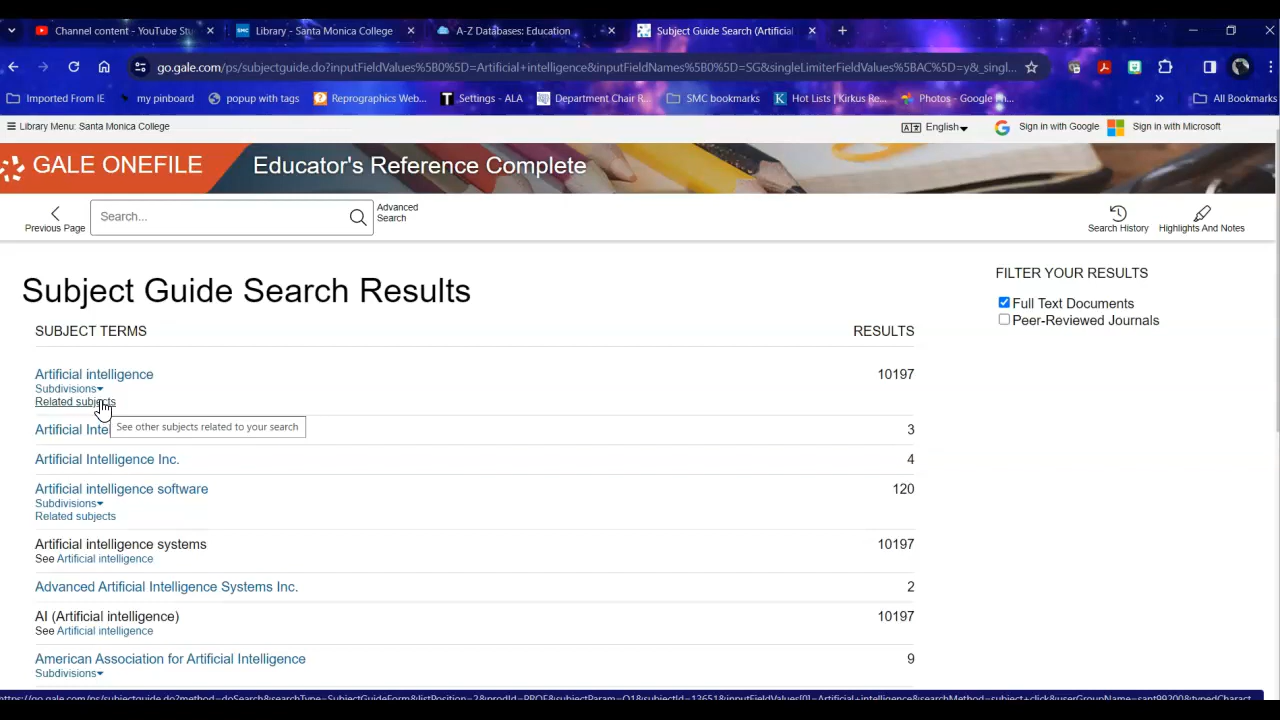 Channel content - YouTube Stu
Library - Santa Monica College
A-Z Databases: Education
Subject Guide Search (Artificial
go.gale.com/ps/subjectguide.do?inputFieldValues%5B0%5D=Artificial+intelligence&inputFieldNames%5B0%5D=SG&singleLimiterFieldValues%5BAC%5D=y&_singl...
Imported From IE
my pinboard
popup with tags
Reprographics Web...
Settings - ALA
Department Chair R...
SMC bookmarks
Hot Lists | Kirkus Re...
Photos - Google Ph...
All Bookmarks
Library Menu: Santa Monica College
English
Sign in with Google
Sign in with Microsoft
GALE ONEFILE
Educator's Reference Complete
Previous Page
Search...
Advanced
Search
Search History
Highlights And Notes
Subject Guide Search Results
FILTER YOUR RESULTS
Full Text Documents
Peer-Reviewed Journals
SUBJECT TERMS RESULTS
Artificial intelligence 10197
Subdivisions
Related subjects
See other subjects related to your search
Artificial Inte 3
Artificial Intelligence Inc. 4
Artificial intelligence software 120
Subdivisions
Related subjects
Artificial intelligence systems 10197
See Artificial intelligence
Advanced Artificial Intelligence Systems Inc. 2
AI (Artificial intelligence) 10197
See Artificial intelligence
American Association for Artificial Intelligence 9
Subdivisions